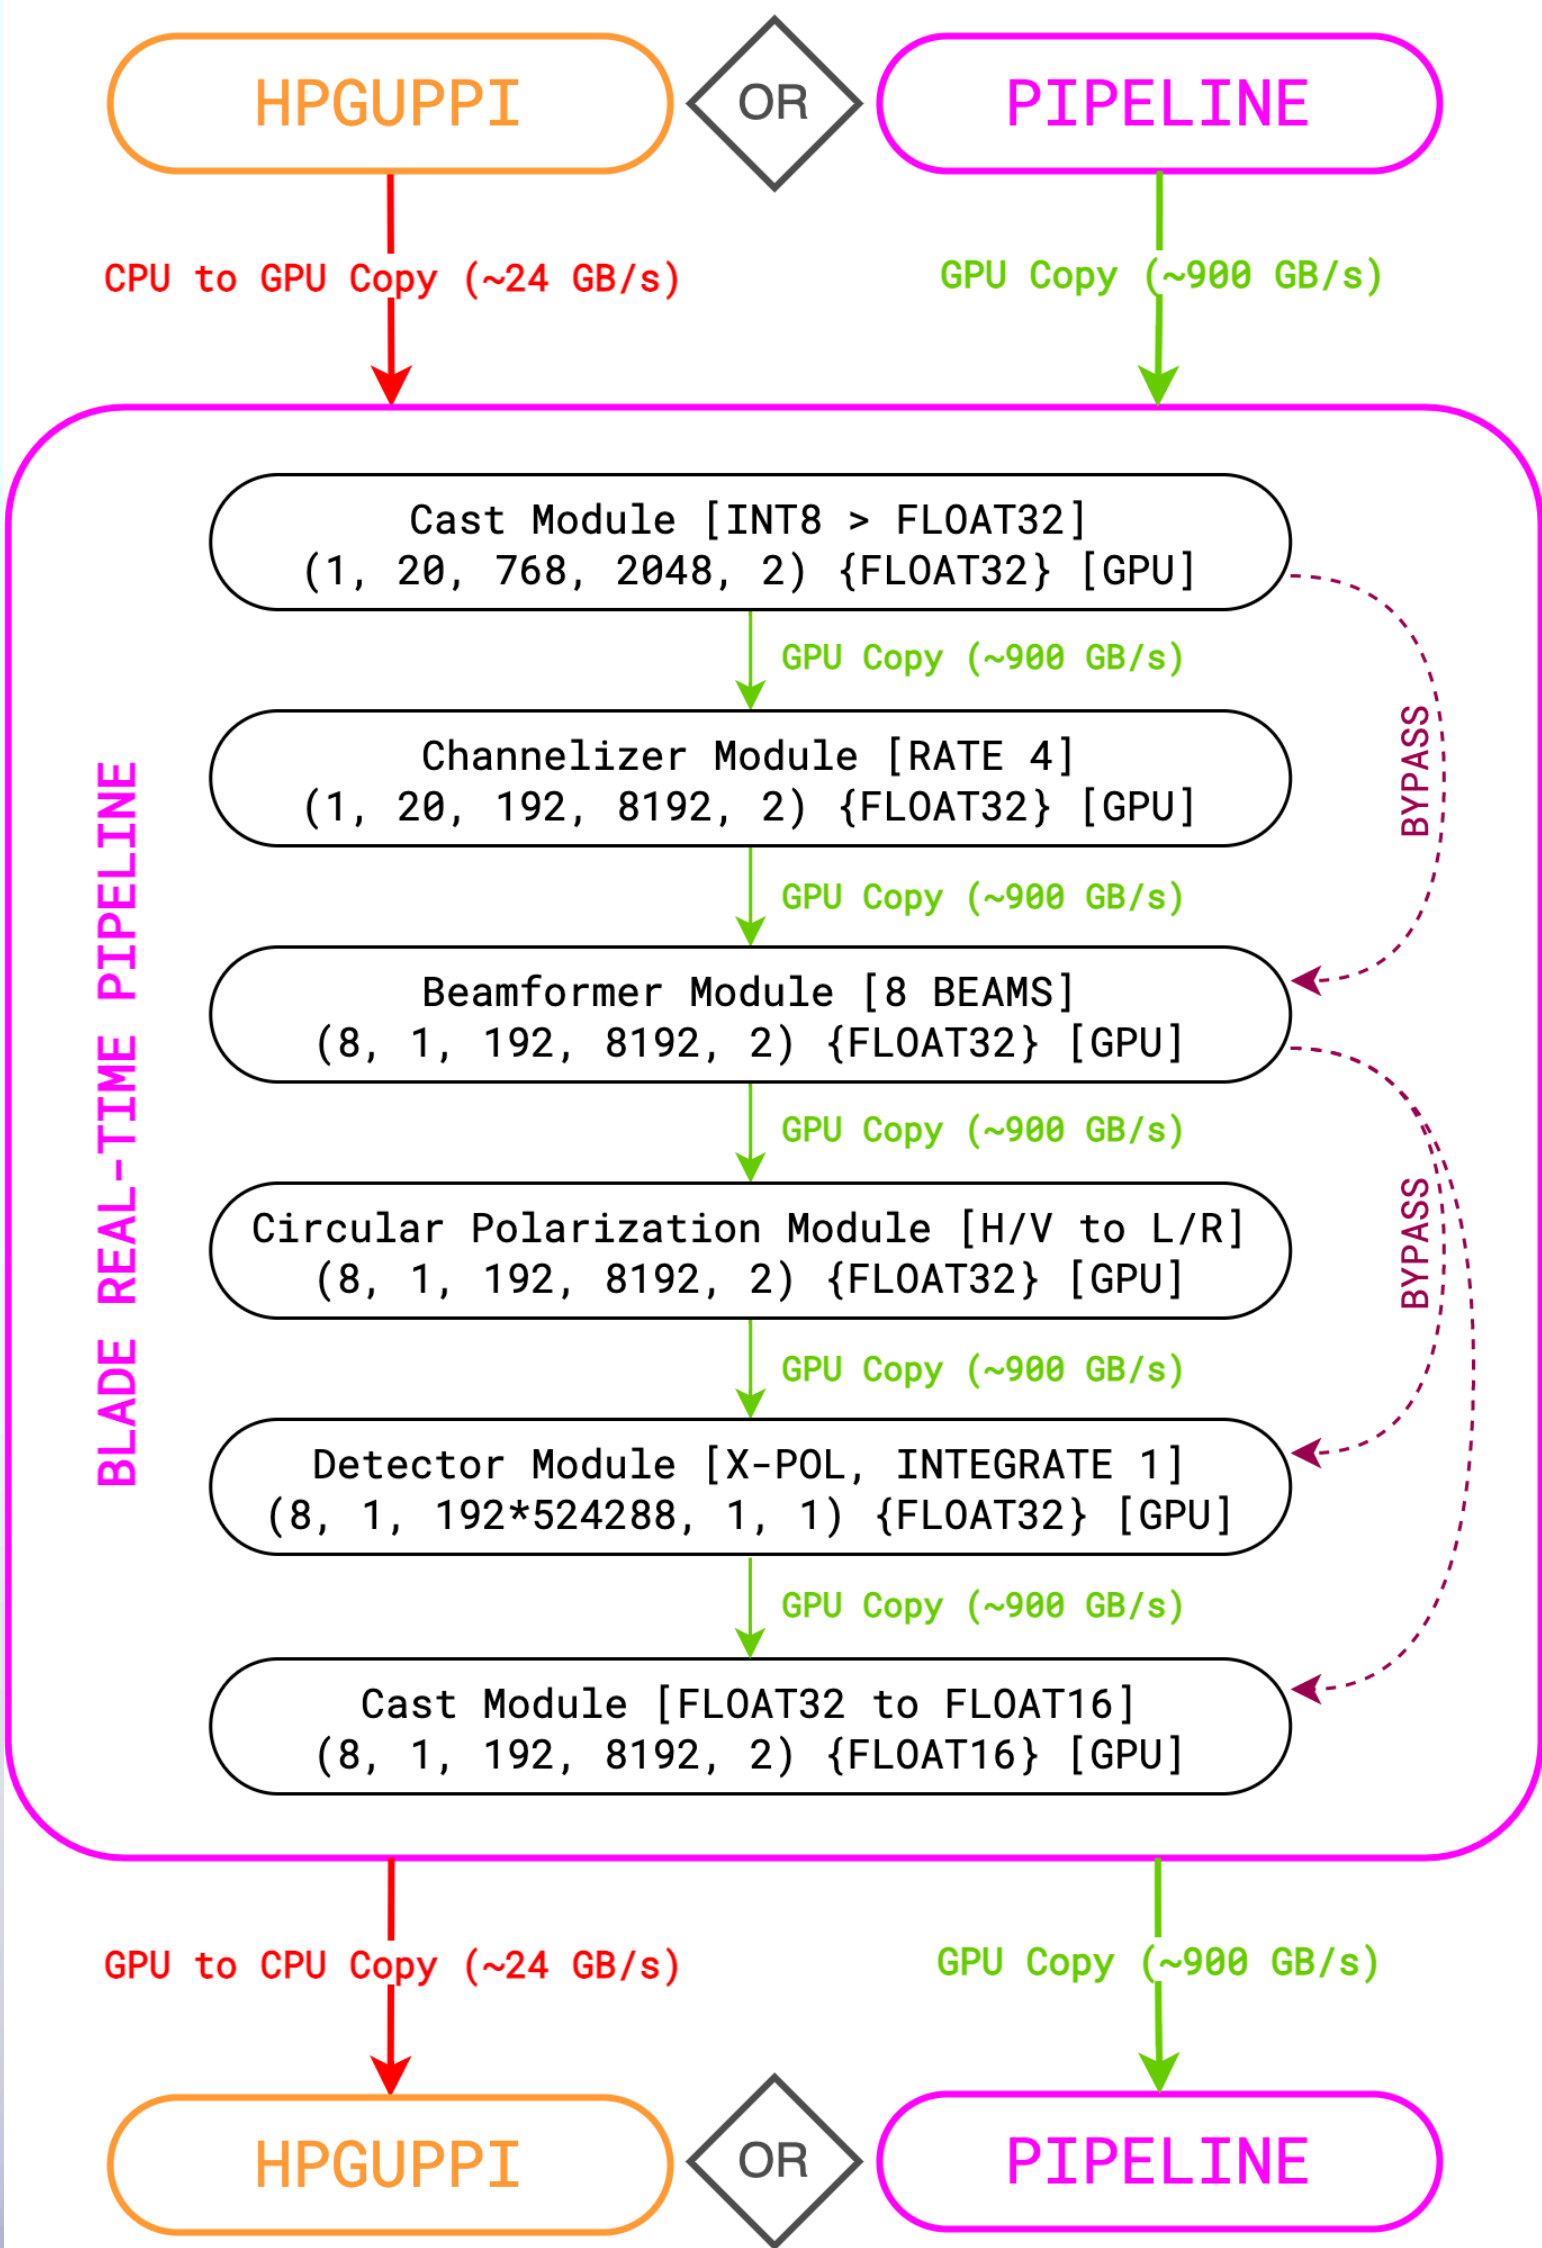 HPGUPPI
OR
PIPELINE
CPU to GPU Copy (~24 GB/s)
GPU Copy (~900 GB/s)
BLADE REAL-TIME PIPELINE
Cast Module [INT8 > FLOAT32]
(1, 20, 768, 2048, 2) {FLOAT32} [GPU]
GPU Copy (~900 GB/s)
BYPASS
Channelizer Module [RATE 4]
(1, 20, 192, 8192, 2) {FLOAT32} [GPU]
GPU Copy (~900 GB/s)
Beamformer Module [8 BEAMS]
(8, 1, 192, 8192, 2) {FLOAT32} [GPU]
GPU Copy (~900 GB/s)
BYPASS
Circular Polarization Module [H/V to L/R]
(8, 1, 192, 8192, 2) {FLOAT32} [GPU]
GPU Copy (~900 GB/s)
Detector Module [X-POL, INTEGRATE 1]
(8, 1, 192*524288, 1, 1) {FLOAT32} [GPU]
GPU Copy (~900 GB/s)
Cast Module [FLOAT32 to FLOAT16]
(8, 1, 192, 8192, 2) {FLOAT16} [GPU]
GPU to CPU Copy (~24 GB/s)
GPU Copy (~900 GB/s)
HPGUPPI
OR
PIPELINE